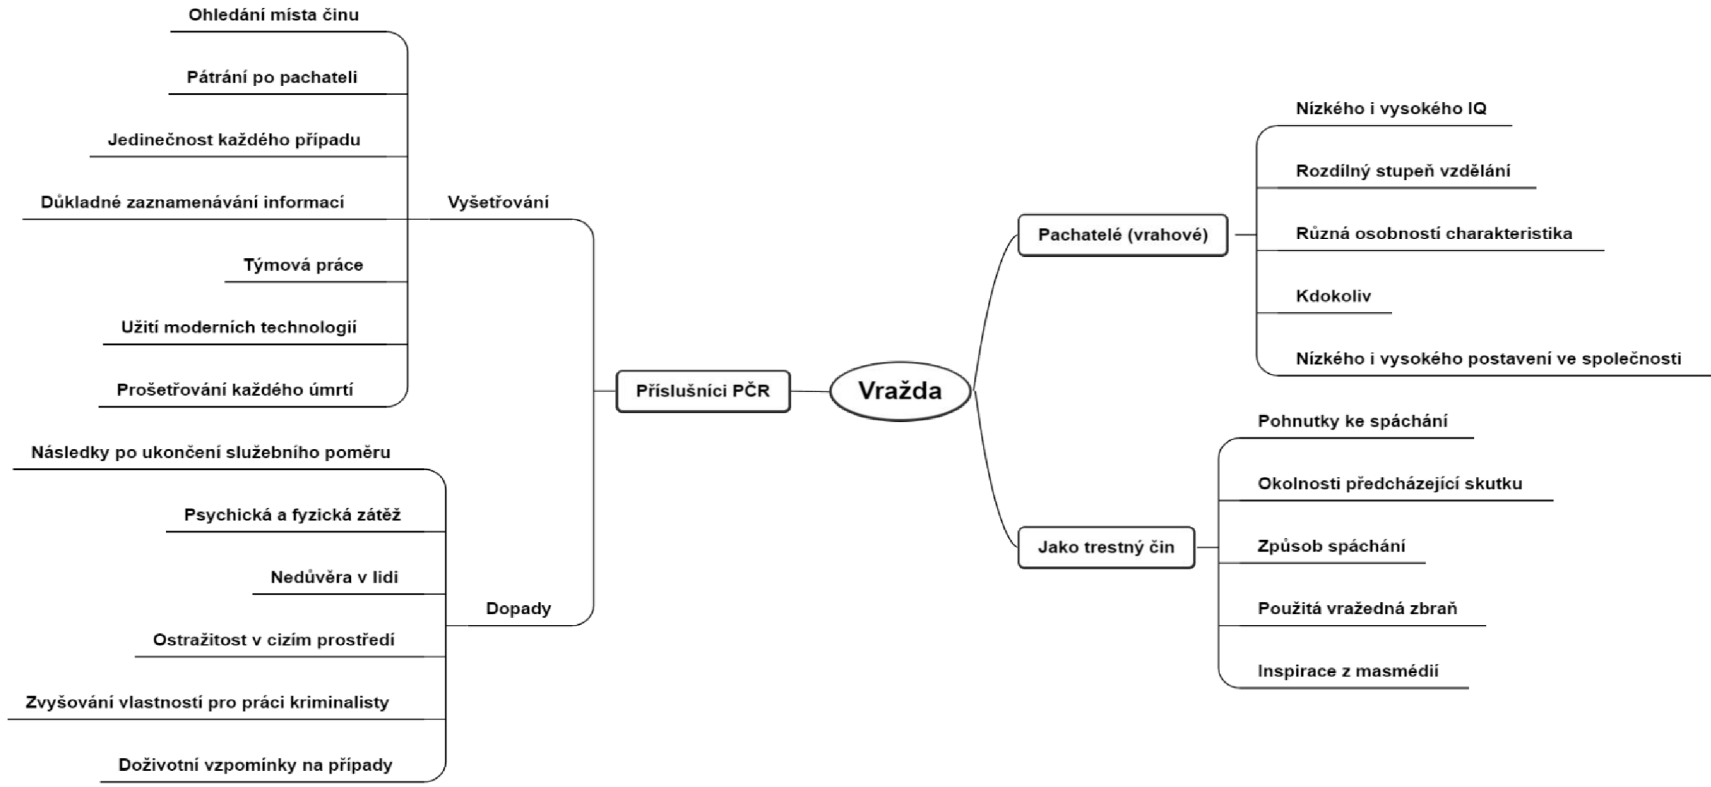 Ohledání místa činu
Pátrání po pachateli
Jedinečnost každého případu
Důkladné zaznamenávání informací
Týmová práce
Užití moderních technologií
Prošetřování každého úmrtí
Vyšetřování
Následky po ukončení služebního poměru
Psychická a fyzická zátěž
Nedůvěra v lidi
Ostražitost v cizím prostředí
Zvyšování vlastností pro práci kriminalisty
Doživotní vzpomínky na případy
Dopady
Příslušníci PČR
Vražda
Pachatelé (vrahové)
Nízkého i vysokého IQ
Rozdílný stupeň vzdělání
Různá osobností charakteristika
Kdokoliv
Nízkého i vysokého postavení ve společnosti
Jako trestný čin
Pohnutky ke spáchání
Okolnosti předcházející skutku
Způsob spáchání
Použitá vražedná zbraň
Inspirace z masmédií